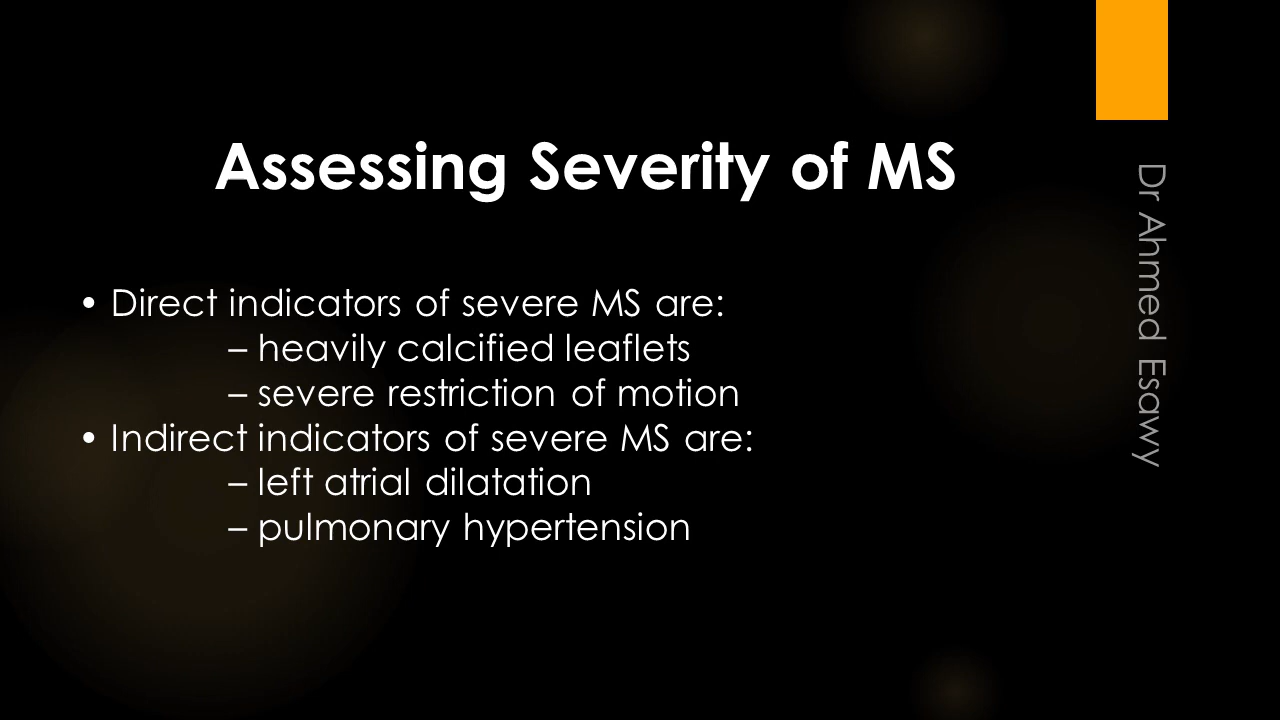 Assessing Severity of MS
• Direct indicators of severe MS are:
– heavily calcified leaflets
– severe restriction of motion
• Indirect indicators of severe MS are:
– left atrial dilatation
– pulmonary hypertension
Dr Ahmed Esawy